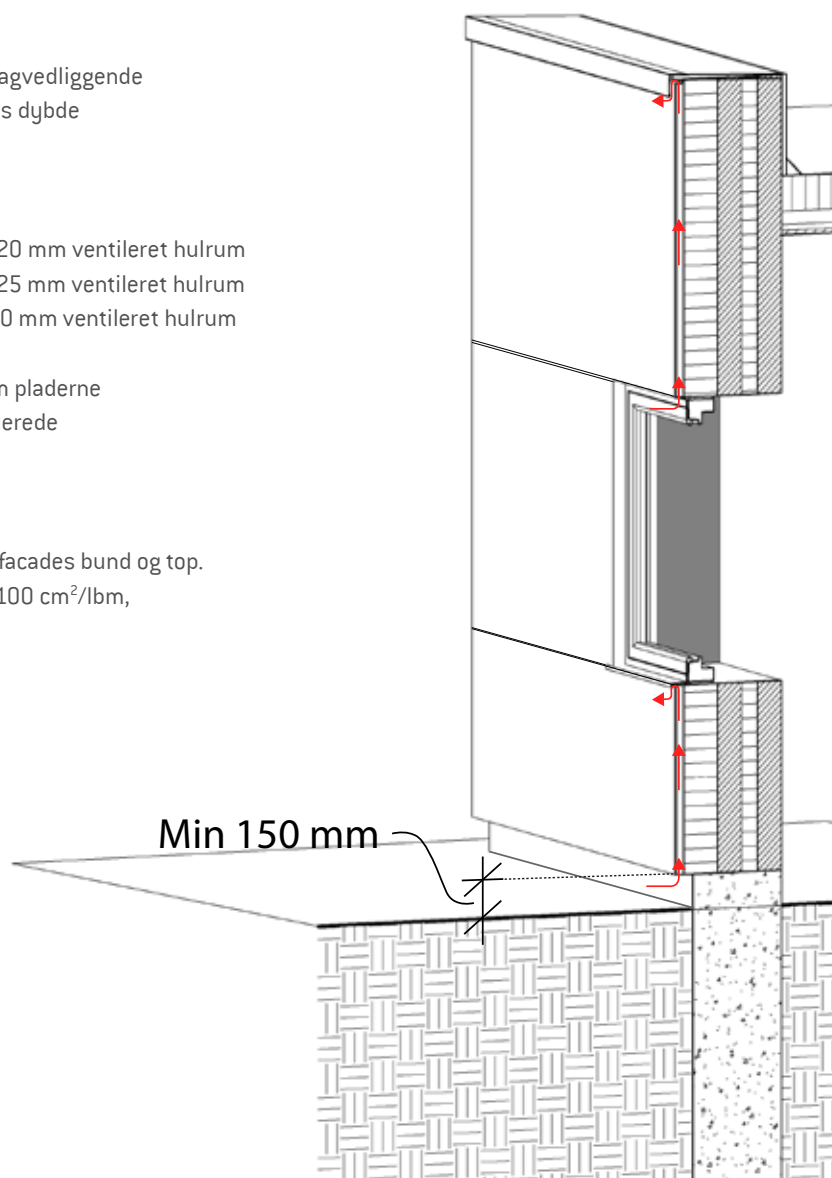 agvedliggende
s dybde
20 mm ventileret hulrum
25 mm ventileret hulrum
0 mm ventileret hulrum
pladerne
erede
facades bund og top.
100 cm²/lbm,
Min 150 mm